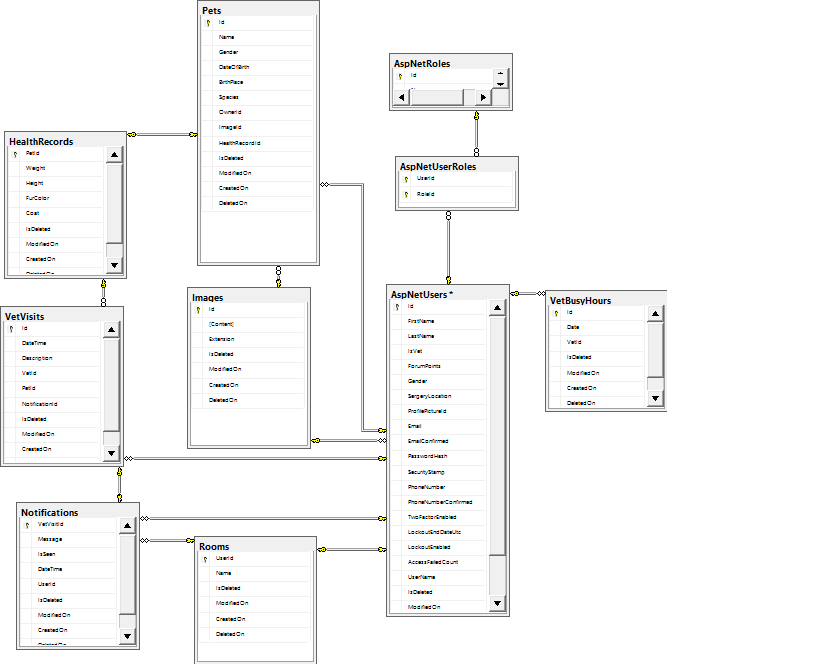 Pets
Id
Name
Gender
DateOfBirth
BirthPlace
Species
OwnerId
ImageId
HealthRecordId
IsDeleted
ModifiedOn
CreatedOn
DeletedOn
AspNetRoles
Id
HealthRecords
PetId
Weight
Height
FurColor
Coat
IsDeleted
ModifiedOn
CreatedOn
DeletedOn
AspNetUserRoles
UserId
RoleId
Images
Id
[Content]
Extension
IsDeleted
ModifiedOn
CreatedOn
DeletedOn
AspNetUsers *
Id
FirstName
LastName
IsVet
ForumPoints
Gender
SergeryLocation
ProfilePictureId
Email
EmailConfirmed
PasswordHash
SecurityStamp
PhoneNumber
PhoneNumberConfirmed
TwoFactorEnabled
LockoutEndDateUtc
LockoutEnabled
AccessFailedCount
UserName
IsDeleted
ModifiedOn
VetBusyHours
Id
Date
VetId
IsDeleted
ModifiedOn
CreatedOn
DeletedOn
VetVisits
Id
DateTime
Description
VetId
PetId
NotificationId
IsDeleted
ModifiedOn
CreatedOn
Notifications
VetVisitId
Message
IsSeen
DateTime
UserId
IsDeleted
ModifiedOn
CreatedOn
DeletedOn
Rooms
UserId
Name
IsDeleted
ModifiedOn
CreatedOn
DeletedOn